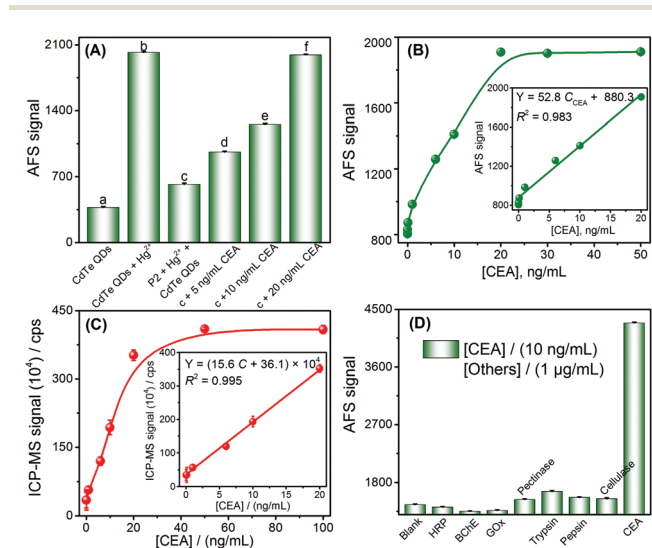 (A)
AFS signal
2100
1400
700
0
a
b
c
d
e
f
CdTe QDs
CdTe QDs + Hg²⁺
P2 + Hg²⁺ +
CdTe QDs
c + 5 ng/mL CEA
c +10 ng/mL CEA
c + 20 ng/mL CEA
(B)
AFS signal
2000
1700
1400
1100
800
0 10 20 30 40 50
[CEA], ng/mL
Y = 52.8 C_CEA + 880.3
R² = 0.983
AFS signal
2000
1600
1200
800
0 5 10 15 20
[CEA], ng/mL
(C)
ICP-MS signal (10⁴) / cps
450
300
150
0
0 20 40 60 80 100
[CEA] / (ng/mL)
Y = (15.6 C + 36.1) × 10⁴
R² = 0.995
ICP-MS signal (10⁴) / cps
400
300
200
100
0
0 5 10 15 20
[CEA] / (ng/mL)
(D)
AFS signal
4500
3600
2700
1800
[CEA] / (10 ng/mL)
[Others] / (1 µg/mL)
Blank
HRP
BChE
GOx
Pectinase
Trypsin
Pepsin
Cellulase
CEA